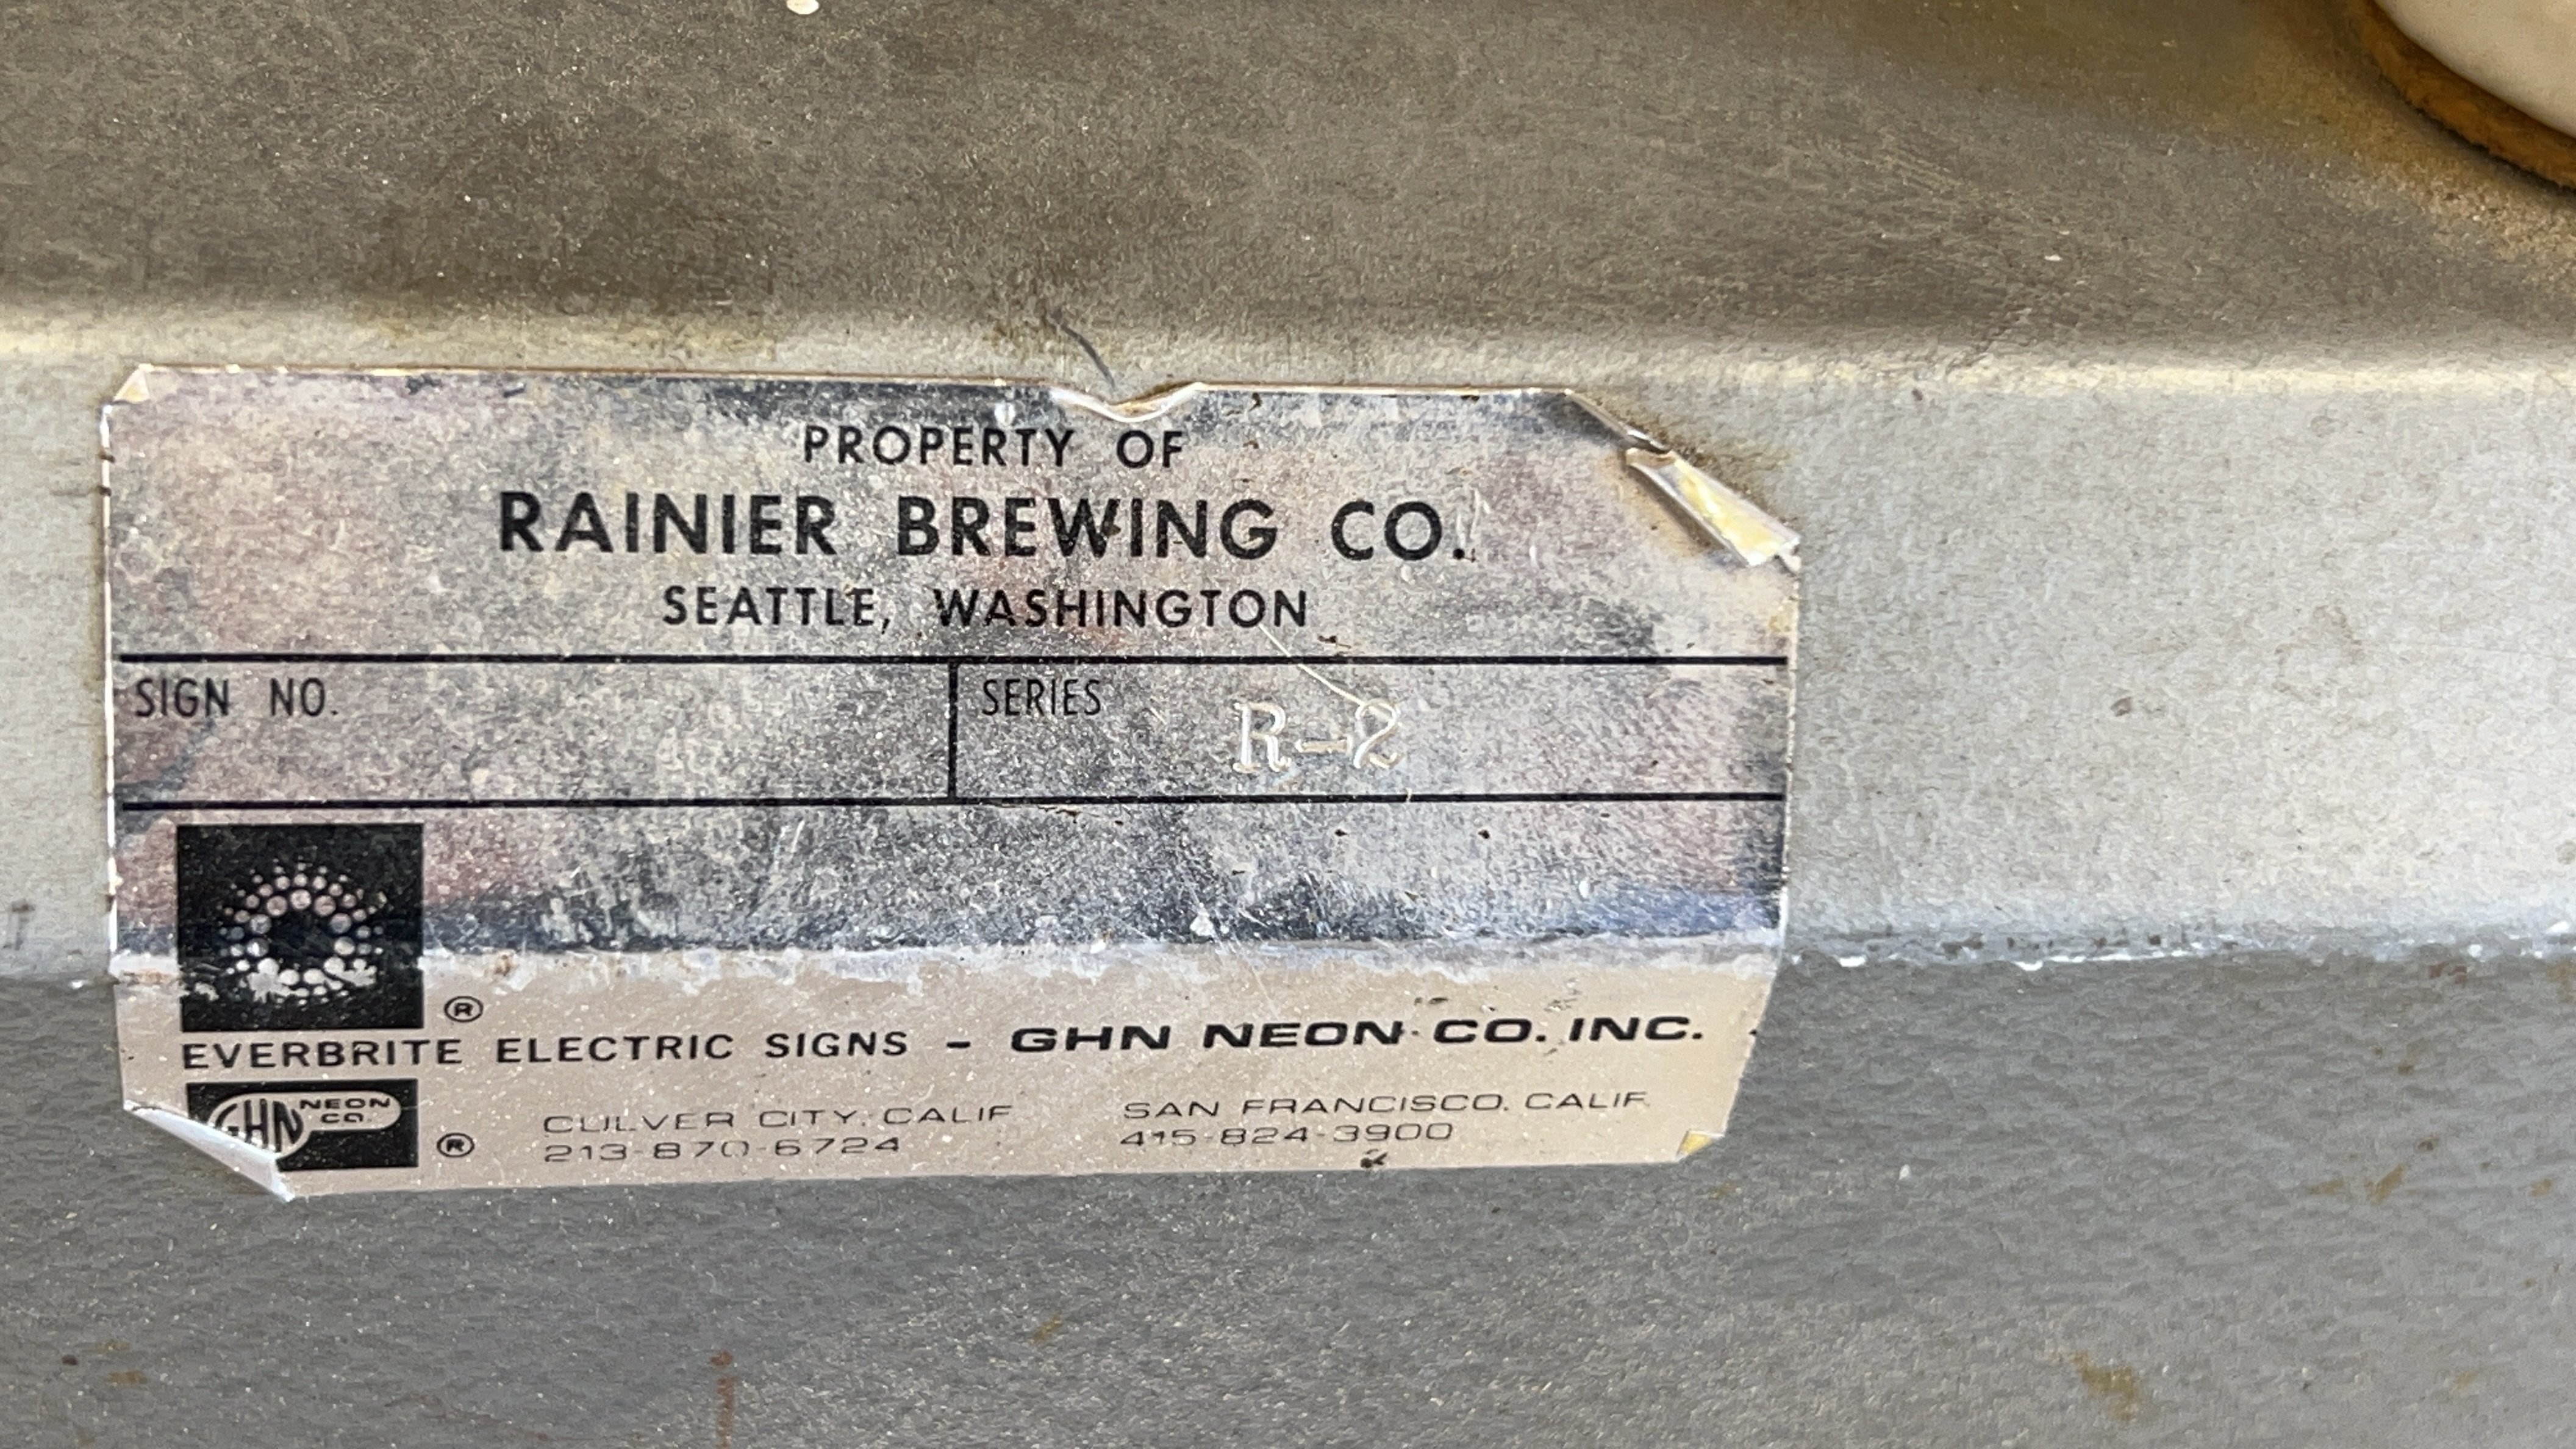 PROPERTY OF
RAINIER BREWING CO.
SEATTLE, WASHINGTON
SIGN NO.
SERIES R-2
®
EVERBRITE ELECTRIC SIGNS - GHN NEON CO. INC.
GHN NEON CO. ®
CULVER CITY, CALIF SAN FRANCISCO, CALIF.
213-870-6724 415-824-3900